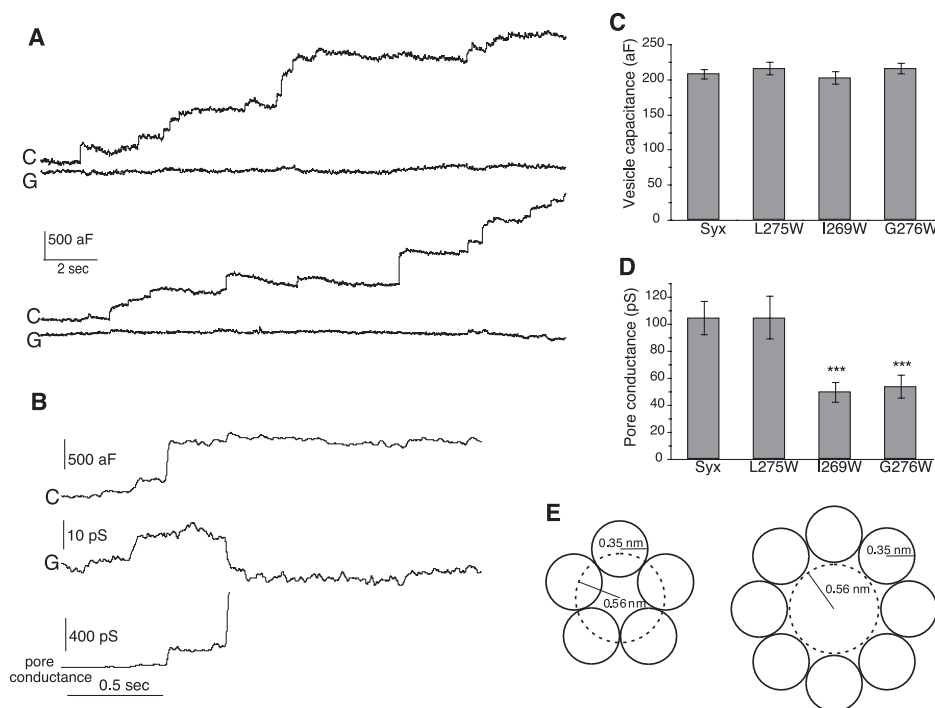 A
C
G
500 aF
2 sec
C
G
B
500 aF
C
10 pS
G
400 pS
pore
conductance
0.5 sec
C
Vesicle capacitance (aF)
250
200
150
100
50
0
Syx L275W I269W G276W
D
Pore conductance (pS)
120
100
80
60
40
20
0
*** ***
Syx L275W I269W G276W
E
0.35 nm
0.56nm
0.35 nm
0.56 nm